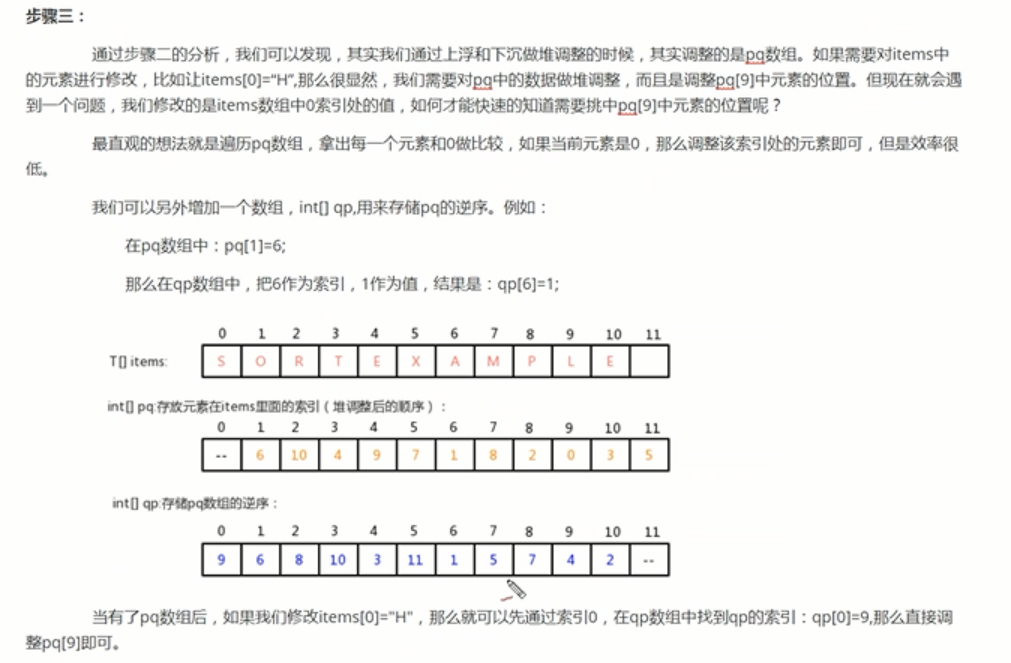 步骤三：
通过步骤二的分析，我们可以发现，其实我们通过上浮和下沉做堆调整的时候，其实调整的是pq数组。如果需要对items中
的元素进行修改，比如让items[0]=“H”,那么很显然，我们需要对pq中的数据做堆调整，而且是调整pq[9]中元素的位置。但现在就会遇
到一个问题，我们修改的是items数组中0索引处的值，如何才能快速的知道需要挑中pq[9]中元素的位置呢？
最直观的想法就是遍历pq数组，拿出每一个元素和0做比较，如果当前元素是0，那么调整该索引处的元素即可，但是效率很
低。
我们可以另外增加一个数组，int[] qp,用来存储pq的逆序。例如：
在pq数组中：pq[1]=6;
那么在qp数组中，把6作为索引，1作为值，结果是：qp[6]=1;
0 1 2 3 4 5 6 7 8 9 10 11
T[] items: S O R T E X A M P L E
int[] pq:存放元素在items里面的索引（堆调整后的顺序）：
0 1 2 3 4 5 6 7 8 9 10 11
-- 6 10 4 9 7 1 8 2 0 3 5
int[] qp:存储pq数组的逆序：
0 1 2 3 4 5 6 7 8 9 10 11
9 6 8 10 3 11 1 5 7 4 2 --
当有了pq数组后，如果我们修改items[0]="H"，那么就可以先通过索引0，在qp数组中找到qp的索引：qp[0]=9,那么直接调
整pq[9]即可。